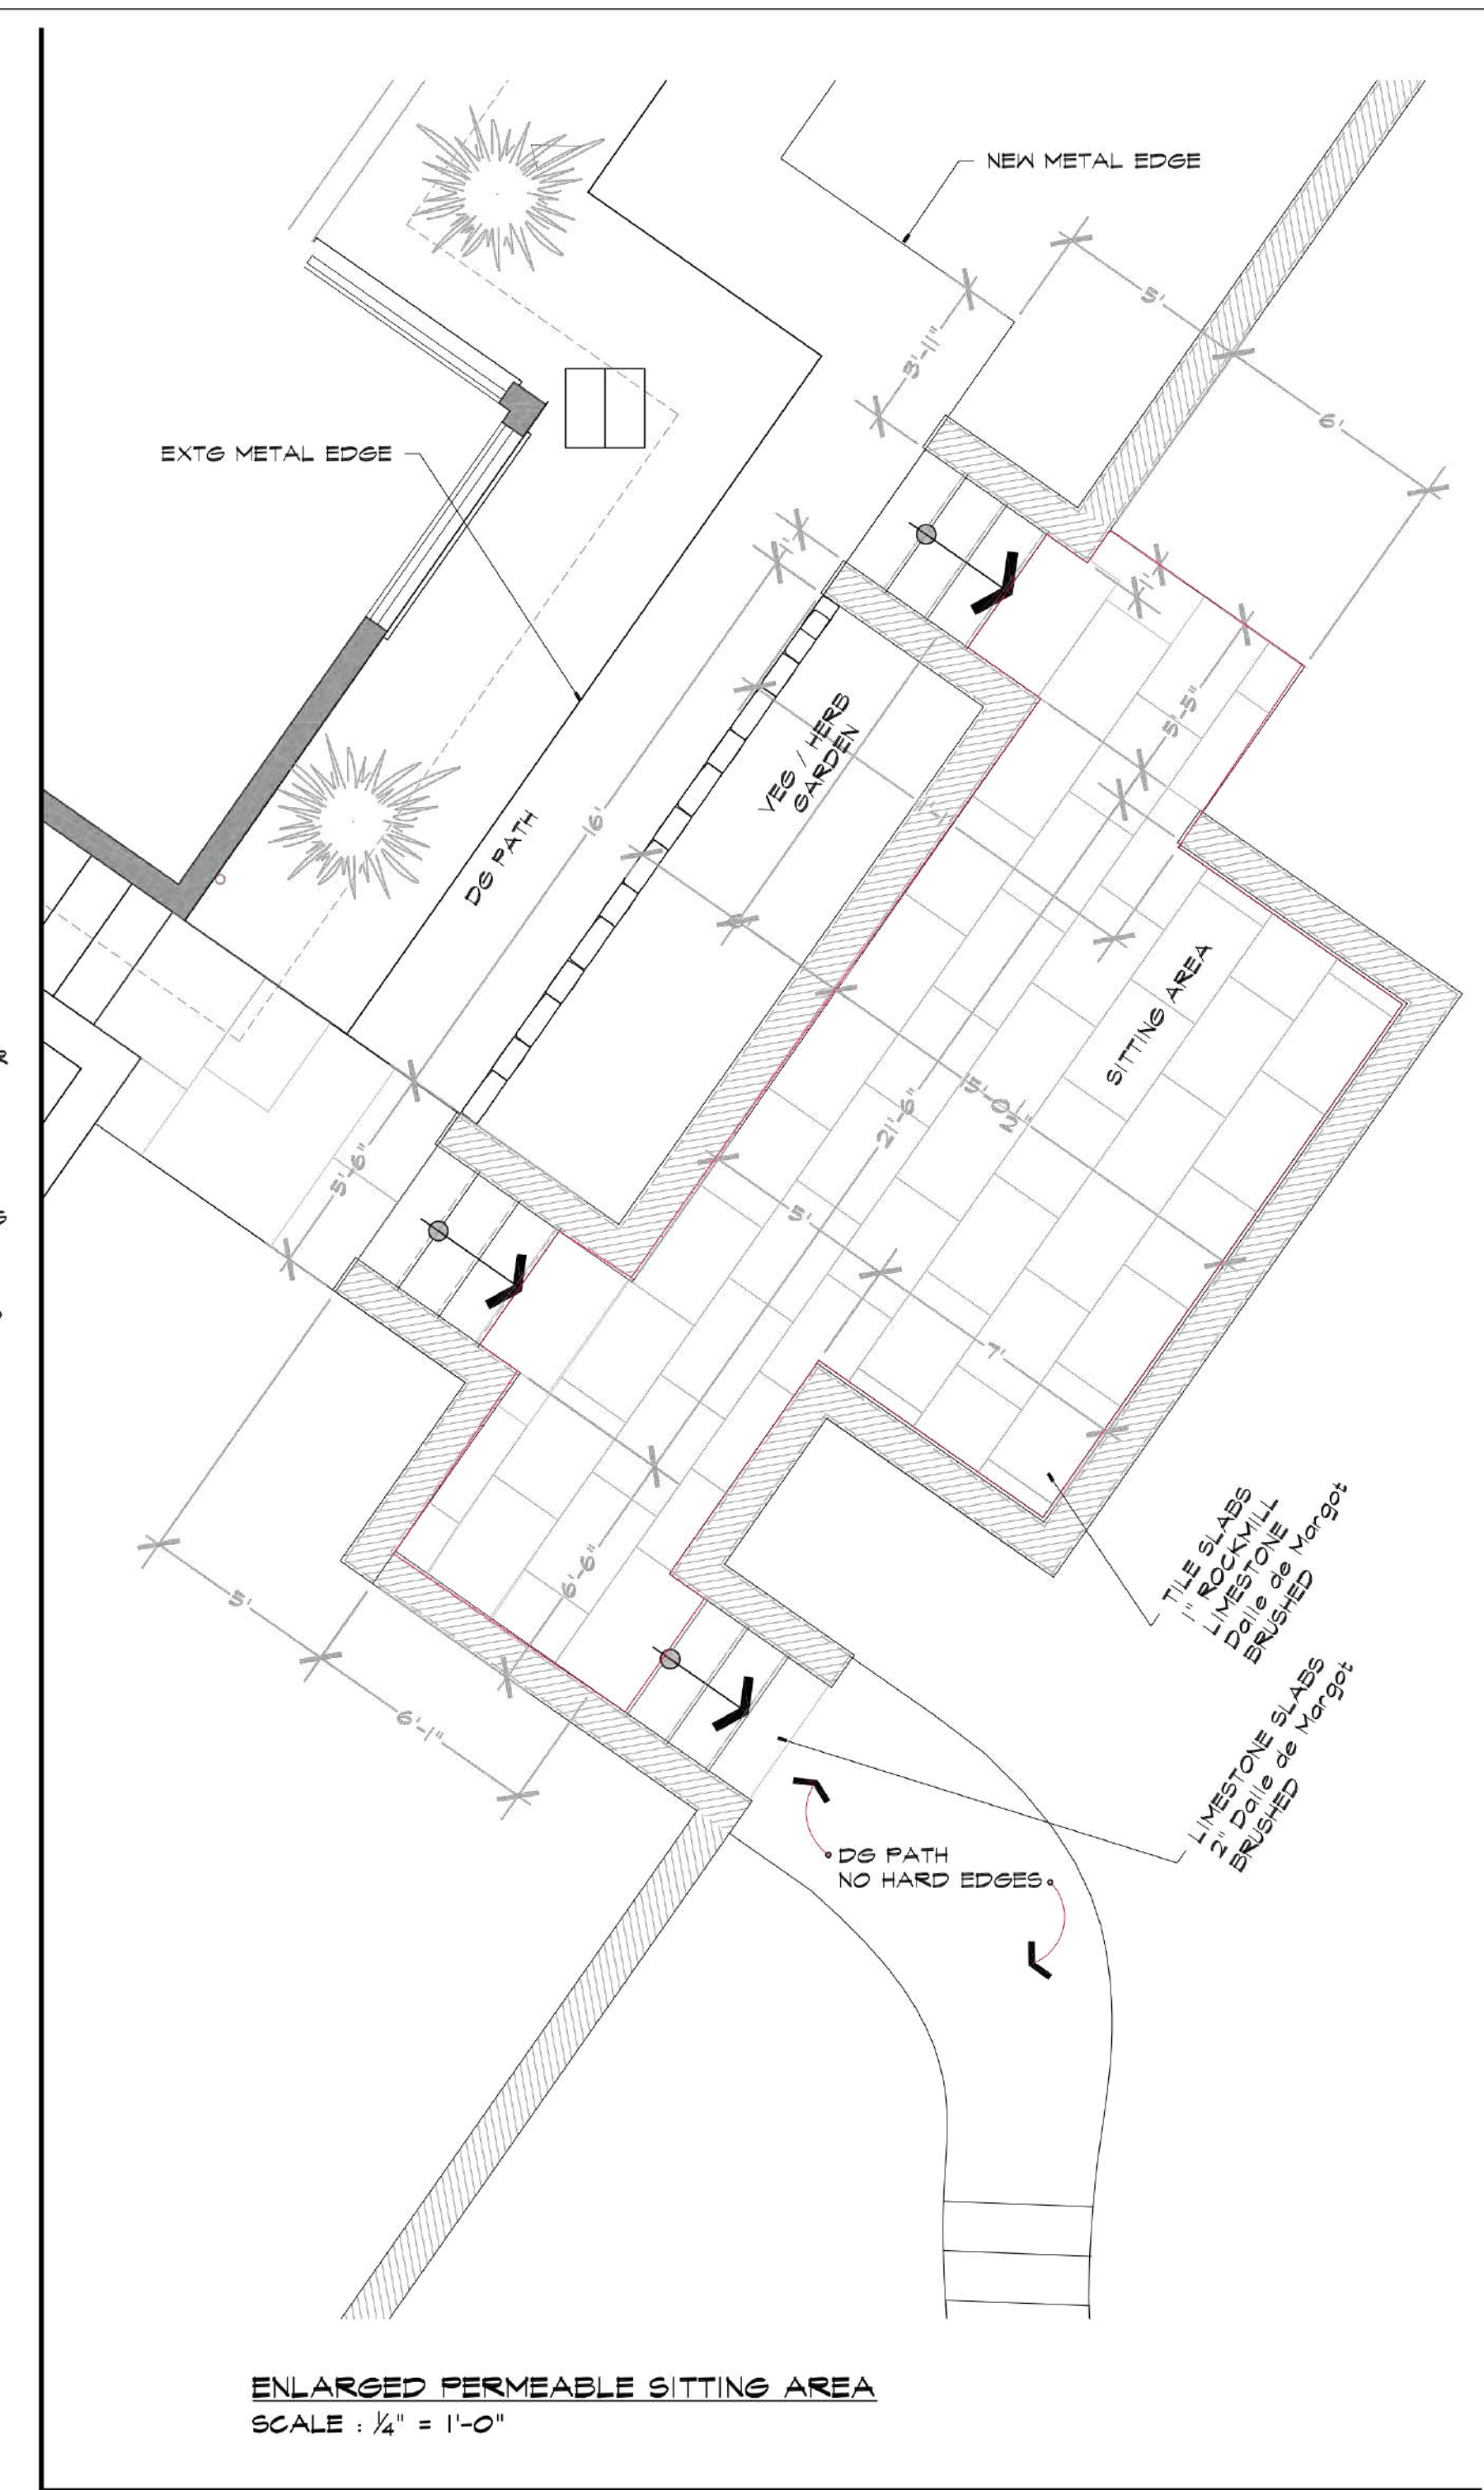 NEW METAL EDGE
5'
3'-11"
6'
EXTG METAL EDGE
1'
1'
VEG / HERB
GARDEN
5'-5"
16'
DG PATH
SITTING AREA
15'-0½"
21'-6"
5'-6"
5'
7'
TILE SLABS
1" ROCKMILL
LIMESTONE
Dalle de Margot
BRUSHED
6'-6"
5'
6'-1"
LIMESTONE SLABS
2" Dalle de Margot
BRUSHED
DG PATH
NO HARD EDGES
ENLARGED PERMEABLE SITTING AREA
SCALE : ¼" = 1'-0"